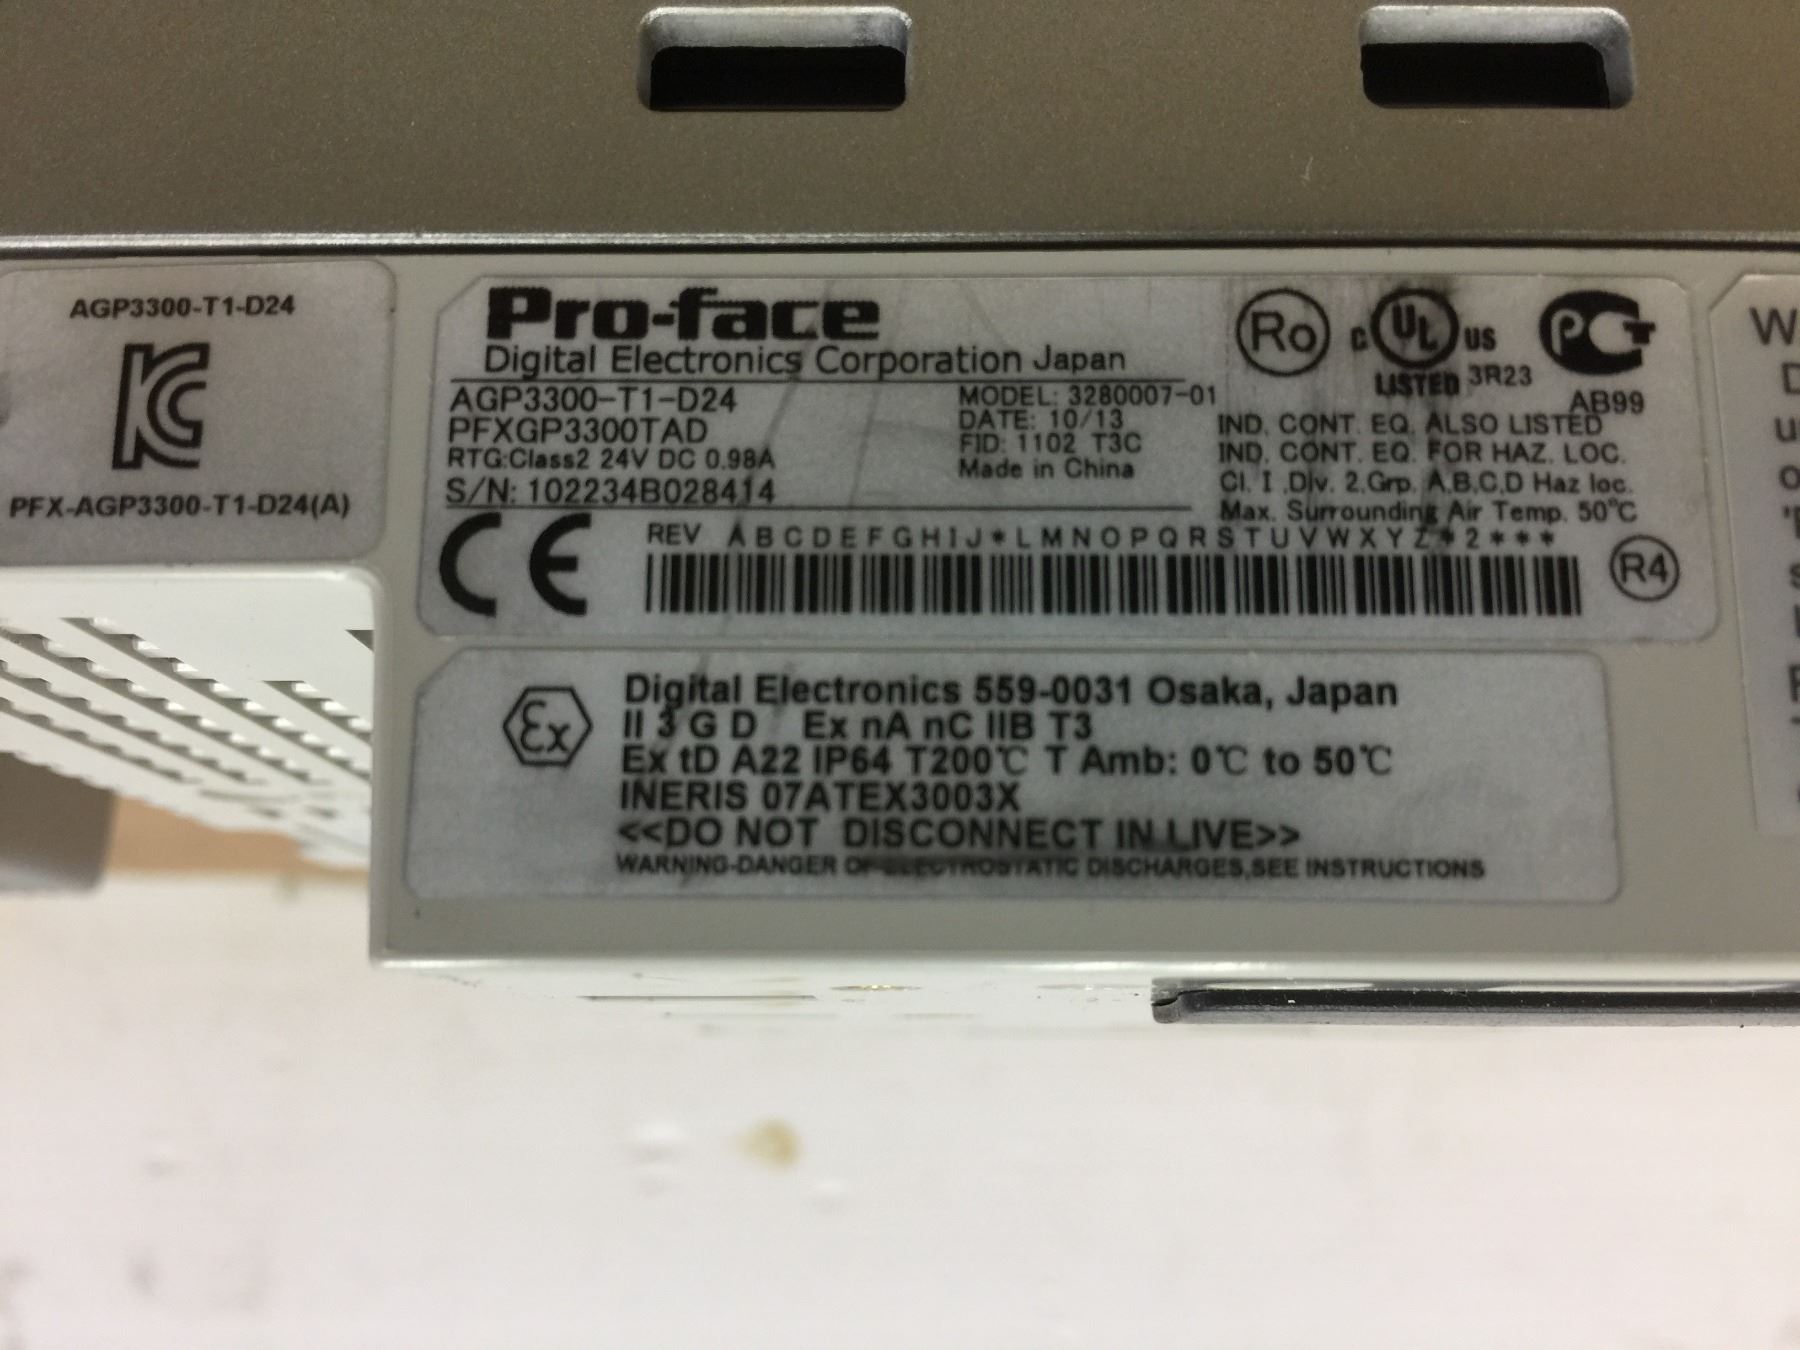 AGP3300-T1-D24
PFX-AGP3300-T1-D24(A)
Pro-face
Digital Electronics Corporation Japan
AGP3300-T1-D24
PFXGP3300TAD
RTG:Class2 24V DC 0.98A
S/N: 102234B028414
MODEL: 3280007-01
DATE: 10/13
FID: 1102 T3C
Made in China
Ro
C UL US
LISTED 3R23
PCT
AB99
IND. CONT. EQ. ALSO LISTED
IND. CONT. EQ. FOR HAZ. LOC.
Cl. I .Div. 2.Grp. A,B,C,D Haz loc.
Max. Surrounding Air Temp. 50°C
CE
REV A B C D E F G H I J * L M N O P Q R S T U V W X Y Z * 2 * * *
R4
Ex
Digital Electronics 559-0031 Osaka, Japan
II 3 G D Ex nA nC IIB T3
Ex tD A22 IP64 T200℃ T Amb: 0℃ to 50℃
INERIS 07ATEX3003X
<<DO NOT DISCONNECT IN LIVE>>
WARNING-DANGER OF ELECTROSTATIC DISCHARGES,SEE INSTRUCTIONS